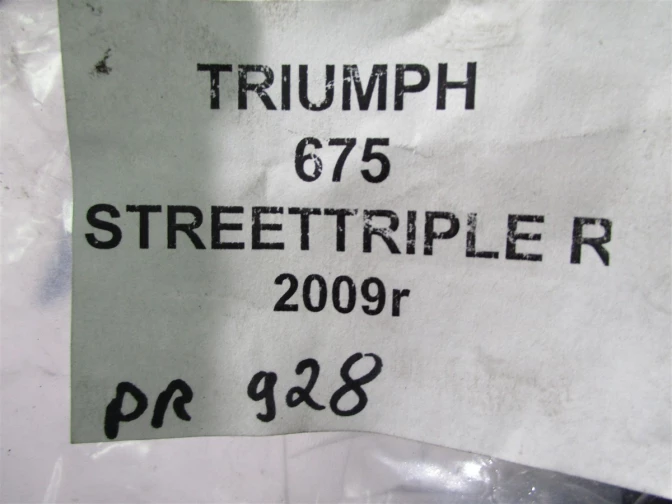 TRIUMPH
675
STREETTRIPLE R
2009r
PR 928